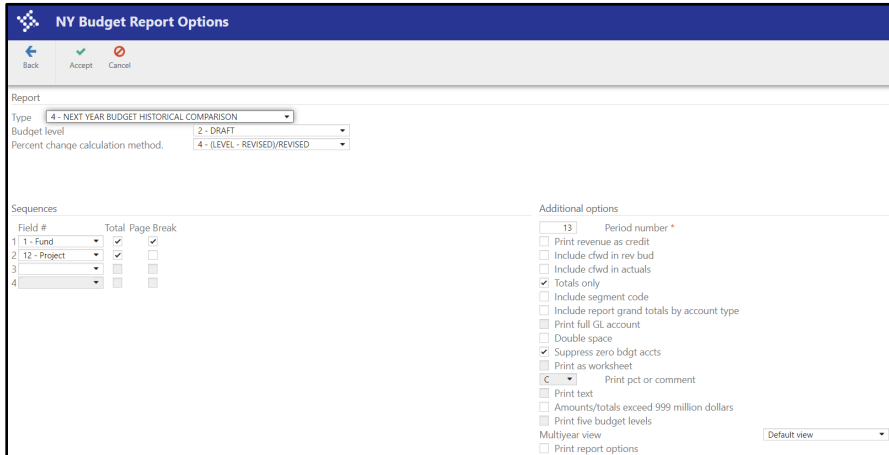 NY Budget Report Options
Back Accept Cancel
Report
Type 4 - NEXT YEAR BUDGET HISTORICAL COMPARISON
Budget level 2 - DRAFT
Percent change calculation method. 4 - (LEVEL - REVISED)/REVISED
Sequences
Field # Total Page Break
1 1 - Fund
2 12 - Project
3
4
Additional options
13 Period number *
Print revenue as credit
Include cfwd in rev bud
Include cfwd in actuals
Totals only
Include segment code
Include report grand totals by account type
Print full GL account
Double space
Suppress zero bdgt accts
Print as worksheet
C Print pct or comment
Print text
Amounts/totals exceed 999 million dollars
Print five budget levels
Multiyear view Default view
Print report options